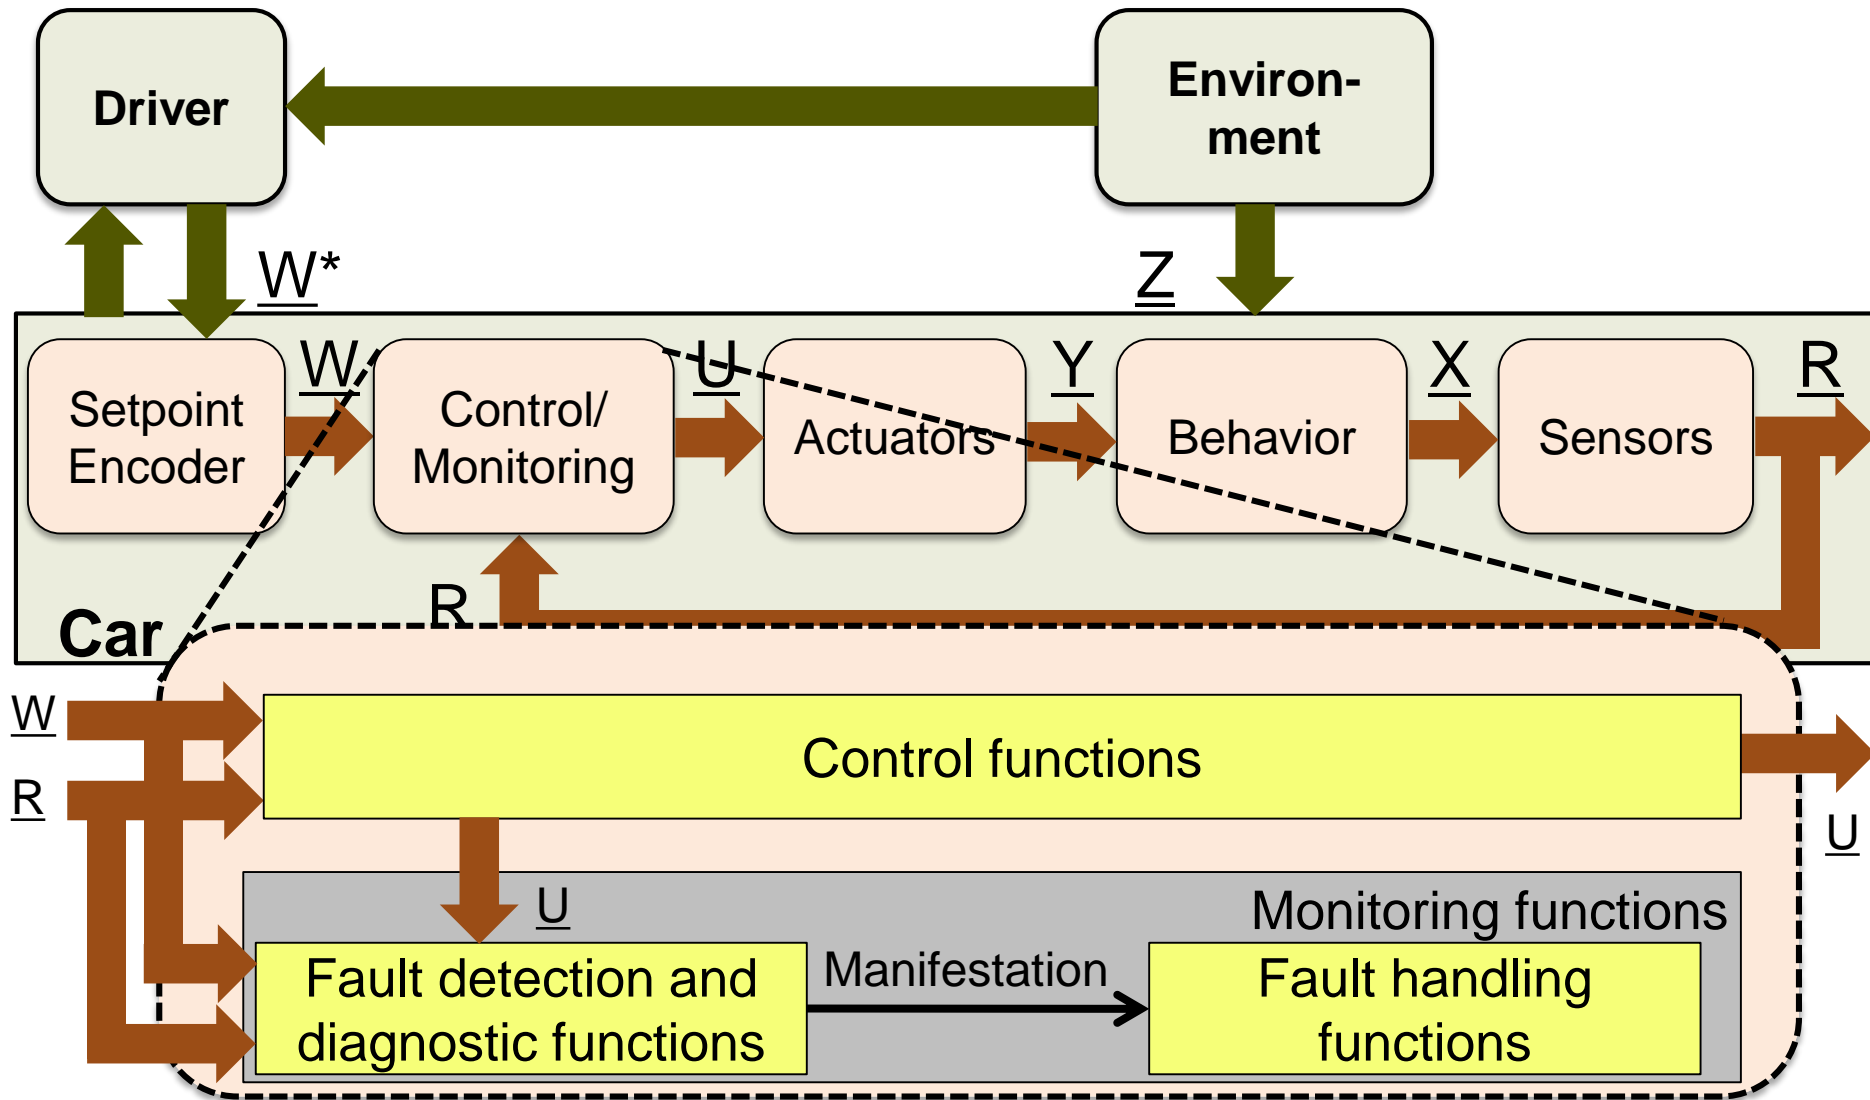 Driver
Environ-
ment
W*
Z
W
U
Y
X
R
Setpoint
Encoder
Control/
Monitoring
Actuators
Behavior
Sensors
R
Car
W
R
Control functions
U
U
Monitoring functions
Fault detection and
diagnostic functions
Manifestation
Fault handling
functions